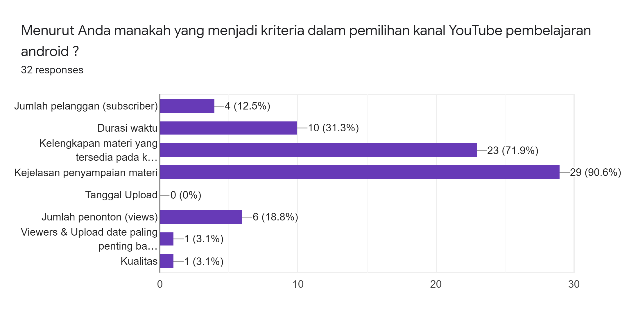 Menurut Anda manakah yang menjadi kriteria dalam pemilihan kanal YouTube pembelajaran
android ?
32 responses
Jumlah pelanggan (subscriber) 4 (12.5%)
Durasi waktu 10 (31.3%)
Kelengkapan materi yang
tersedia pada k… 23 (71.9%)
Kejelasan penyampaian materi 29 (90.6%)
Tanggal Upload 0 (0%)
Jumlah penonton (views) 6 (18.8%)
Viewers & Upload date paling
penting ba… 1 (3.1%)
Kualitas 1 (3.1%)
0 10 20 30